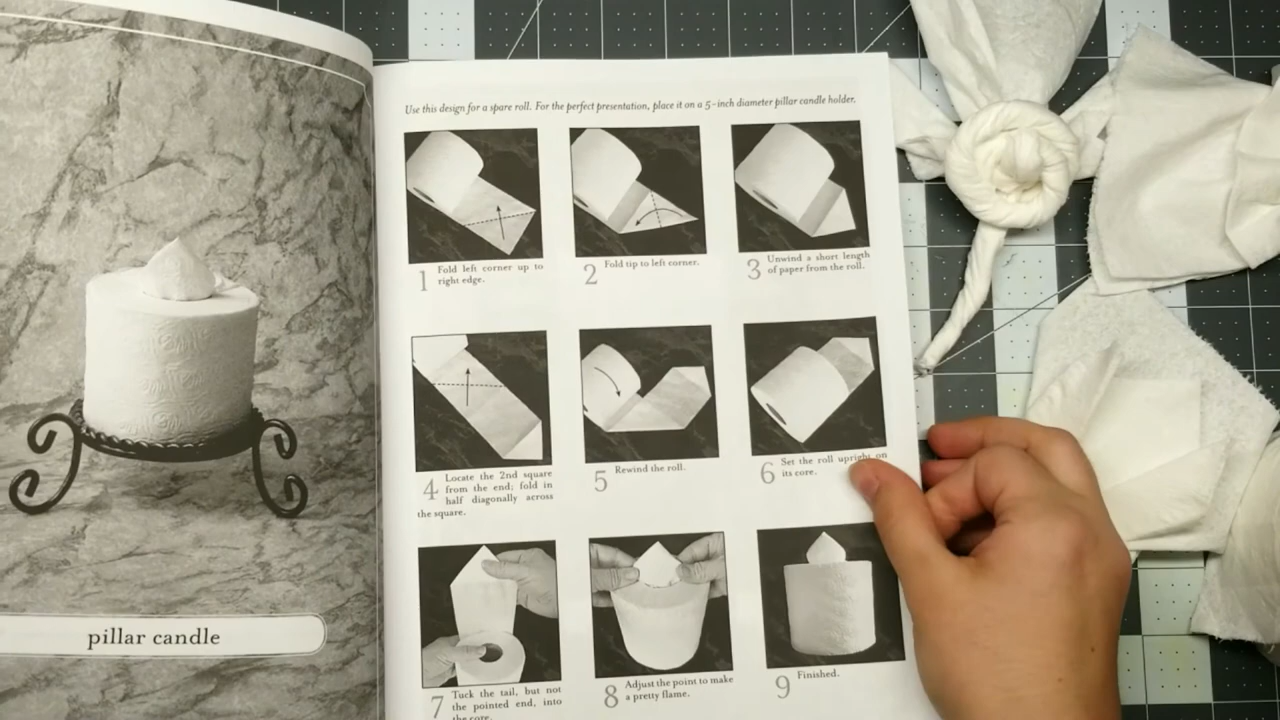 Use this design for a spare roll. For the perfect presentation, place it on a 5-inch diameter pillar candle holder.
1 Fold left corner up to
right edge.
2 Fold tip to left corner.
3 Unwind a short length
of paper from the roll.
4 Locate the 2nd square
from the end; fold in
half diagonally across
the square.
5 Rewind the roll.
6 Set the roll upright on
its core.
pillar candle
7 Tuck the tail, but not
the pointed end, into
the core.
8 Adjust the point to make
a pretty flame.
9 Finished.